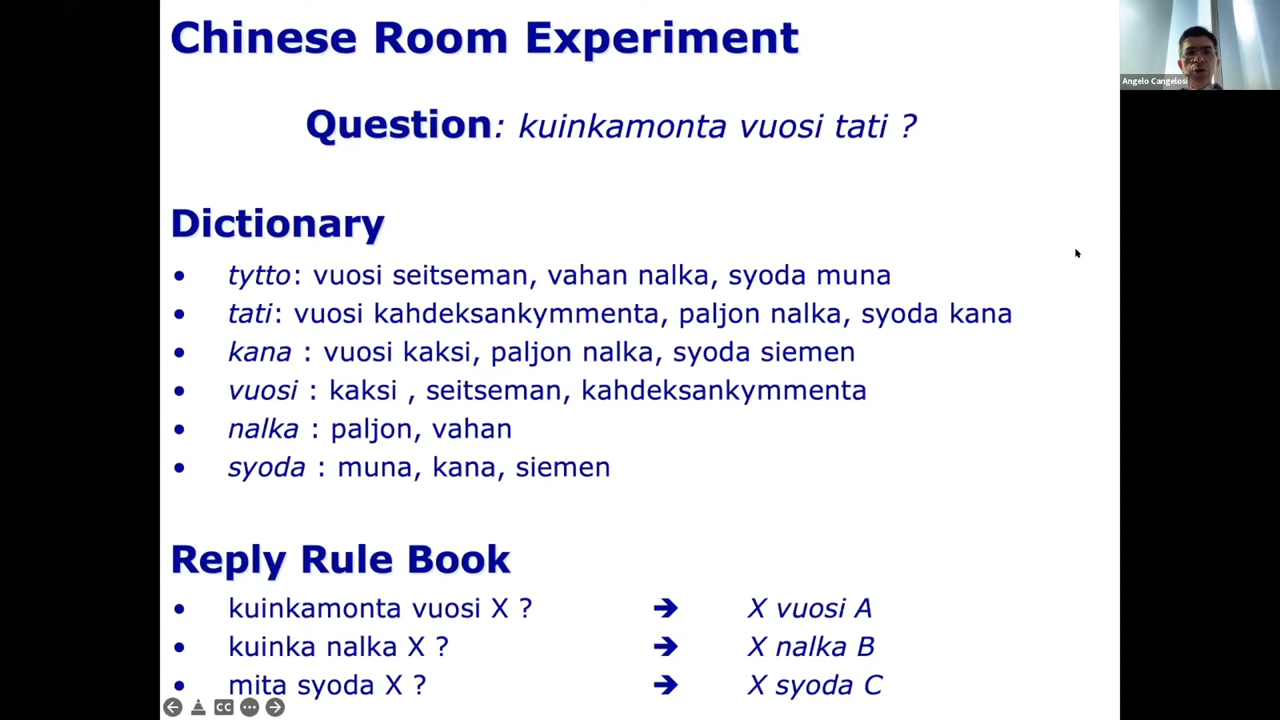 Chinese Room Experiment
Angelo Cangelosi
Question: kuinkamonta vuosi tati ?
Dictionary
• tytto: vuosi seitseman, vahan nalka, syoda muna
• tati: vuosi kahdeksankymmenta, paljon nalka, syoda kana
• kana : vuosi kaksi, paljon nalka, syoda siemen
• vuosi : kaksi , seitseman, kahdeksankymmenta
• nalka : paljon, vahan
• syoda : muna, kana, siemen
Reply Rule Book
• kuinkamonta vuosi X ? ➔ X vuosi A
• kuinka nalka X ? ➔ X nalka B
• mita syoda X ? ➔ X syoda C
CC